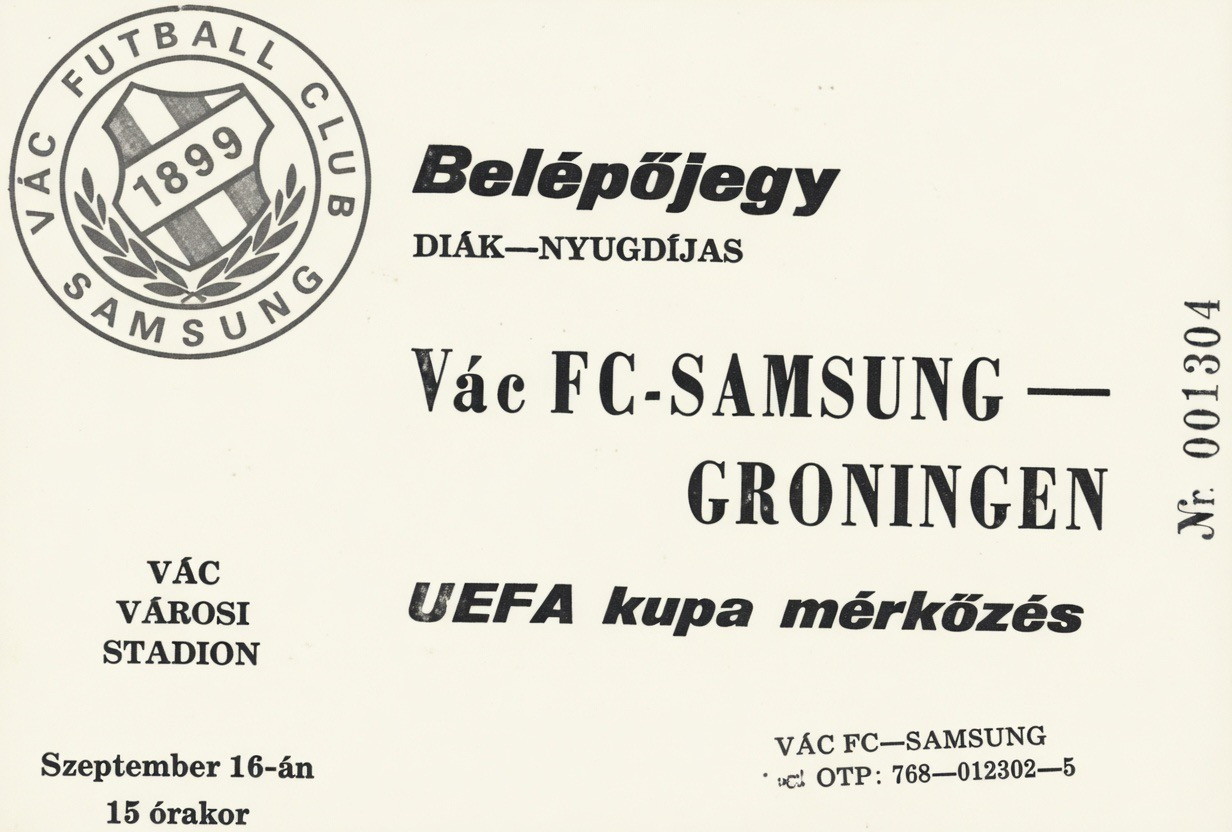 VÁC FUTBALL CLUB
SAMSUNG
1899
Belépőjegy
DIÁK—NYUGDÍJAS
Vác FC-SAMSUNG —
GRONINGEN
UEFA kupa mérkőzés
VÁC
VÁROSI
STADION
Szeptember 16-án
15 órakor
VÁC FC—SAMSUNG
OTP: 768—012302—5
Nr. 001304